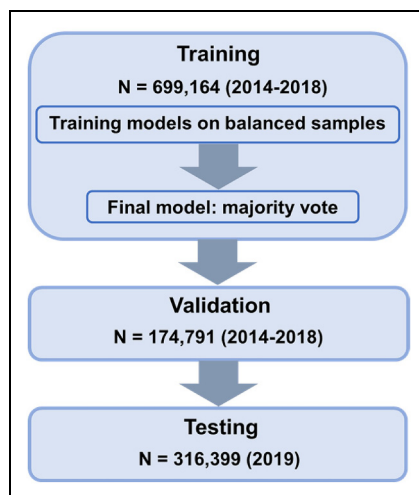 Training
N = 699,164 (2014-2018)
Training models on balanced samples
Final model: majority vote
Validation
N = 174,791 (2014-2018)
Testing
N = 316,399 (2019)